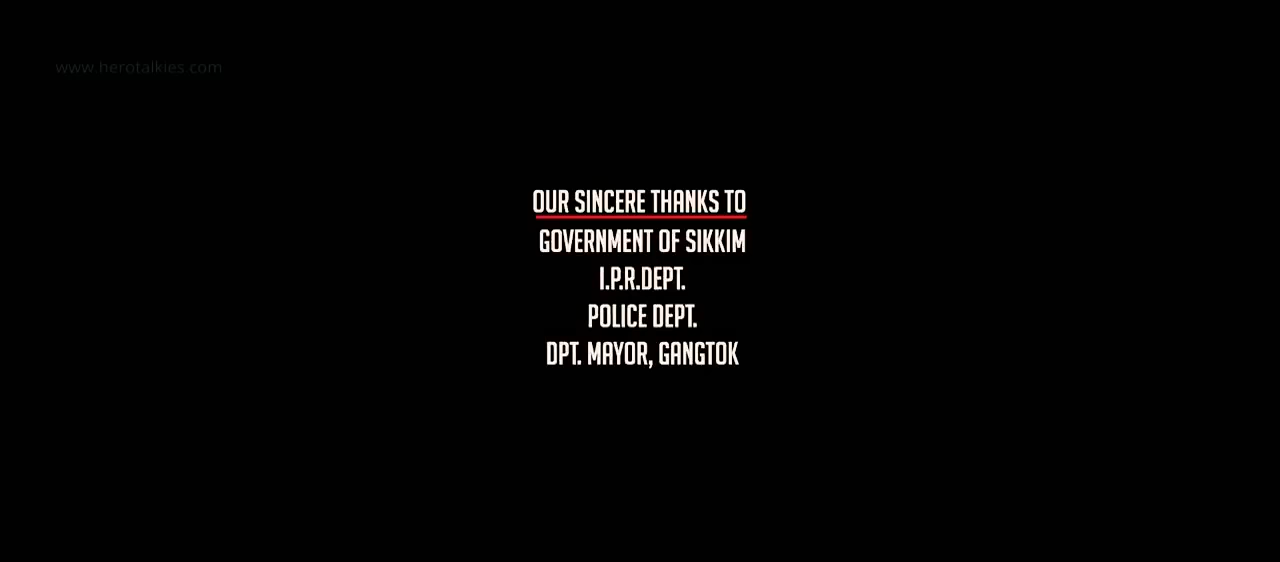 www.herotalkies.com
OUR SINCERE THANKS TO
GOVERNMENT OF SIKKIM
I.P.R.DEPT.
POLICE DEPT.
DPT. MAYOR, GANGTOK